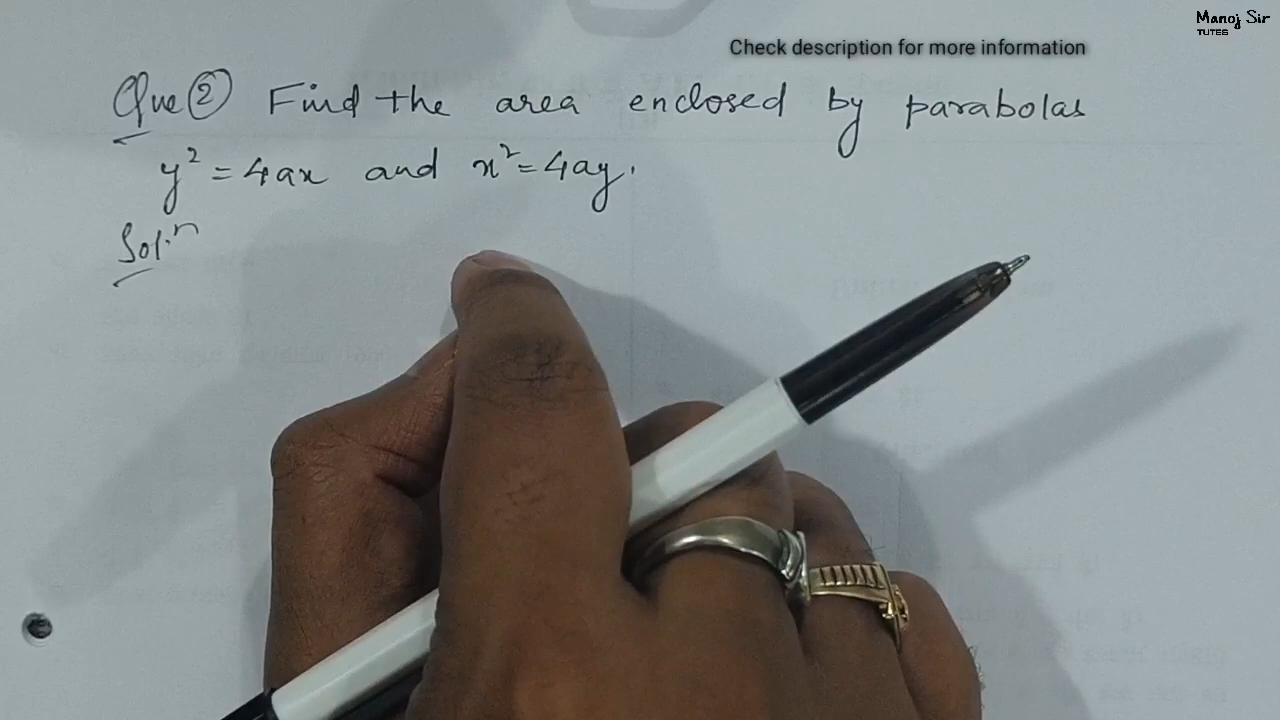 Manoj Sir
TUTES
Check description for more information
Que ② Find the area enclosed by parabolas
y² = 4ax and x² = 4ay.
Sol.ⁿ